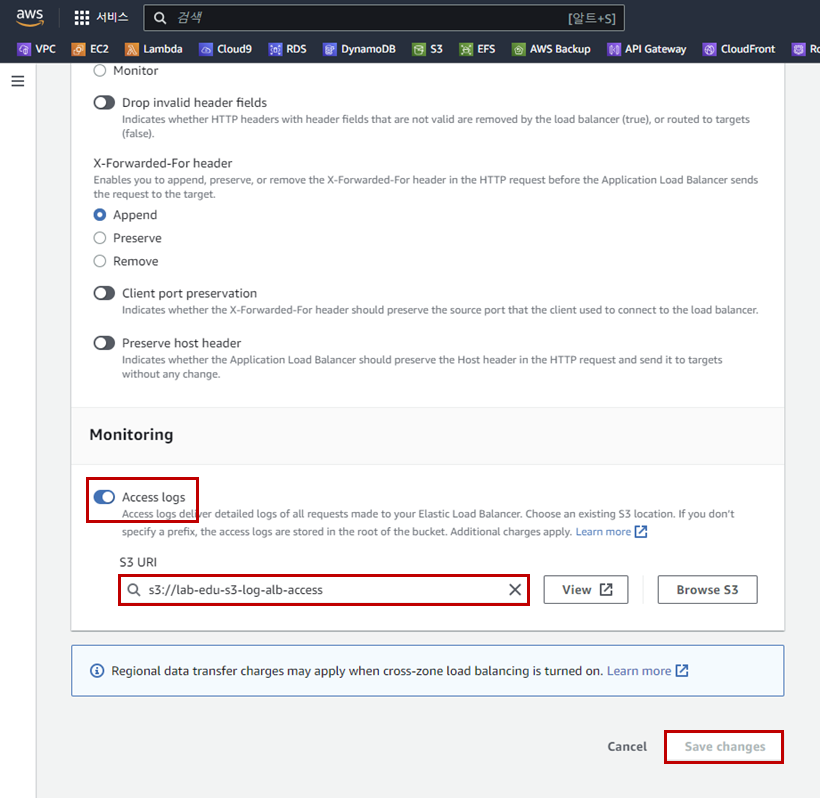 aws
서비스
검색
[알트+S]
VPC
EC2
Lambda
Cloud9
RDS
DynamoDB
S3
EFS
AWS Backup
API Gateway
CloudFront
Monitor
Drop invalid header fields
Indicates whether HTTP headers with header fields that are not valid are removed by the load balancer (true), or routed to targets
(false).
X-Forwarded-For header
Enables you to append, preserve, or remove the X-Forwarded-For header in the HTTP request before the Application Load Balancer sends
the request to the target.
Append
Preserve
Remove
Client port preservation
Indicates whether the X-Forwarded-For header should preserve the source port that the client used to connect to the load balancer.
Preserve host header
Indicates whether the Application Load Balancer should preserve the Host header in the HTTP request and send it to targets
without any change.
Monitoring
Access logs
Access logs deliver detailed logs of all requests made to your Elastic Load Balancer. Choose an existing S3 location. If you don't
specify a prefix, the access logs are stored in the root of the bucket. Additional charges apply. Learn more
S3 URI
s3://lab-edu-s3-log-alb-access
View
Browse S3
Regional data transfer charges may apply when cross-zone load balancing is turned on. Learn more
Cancel
Save changes